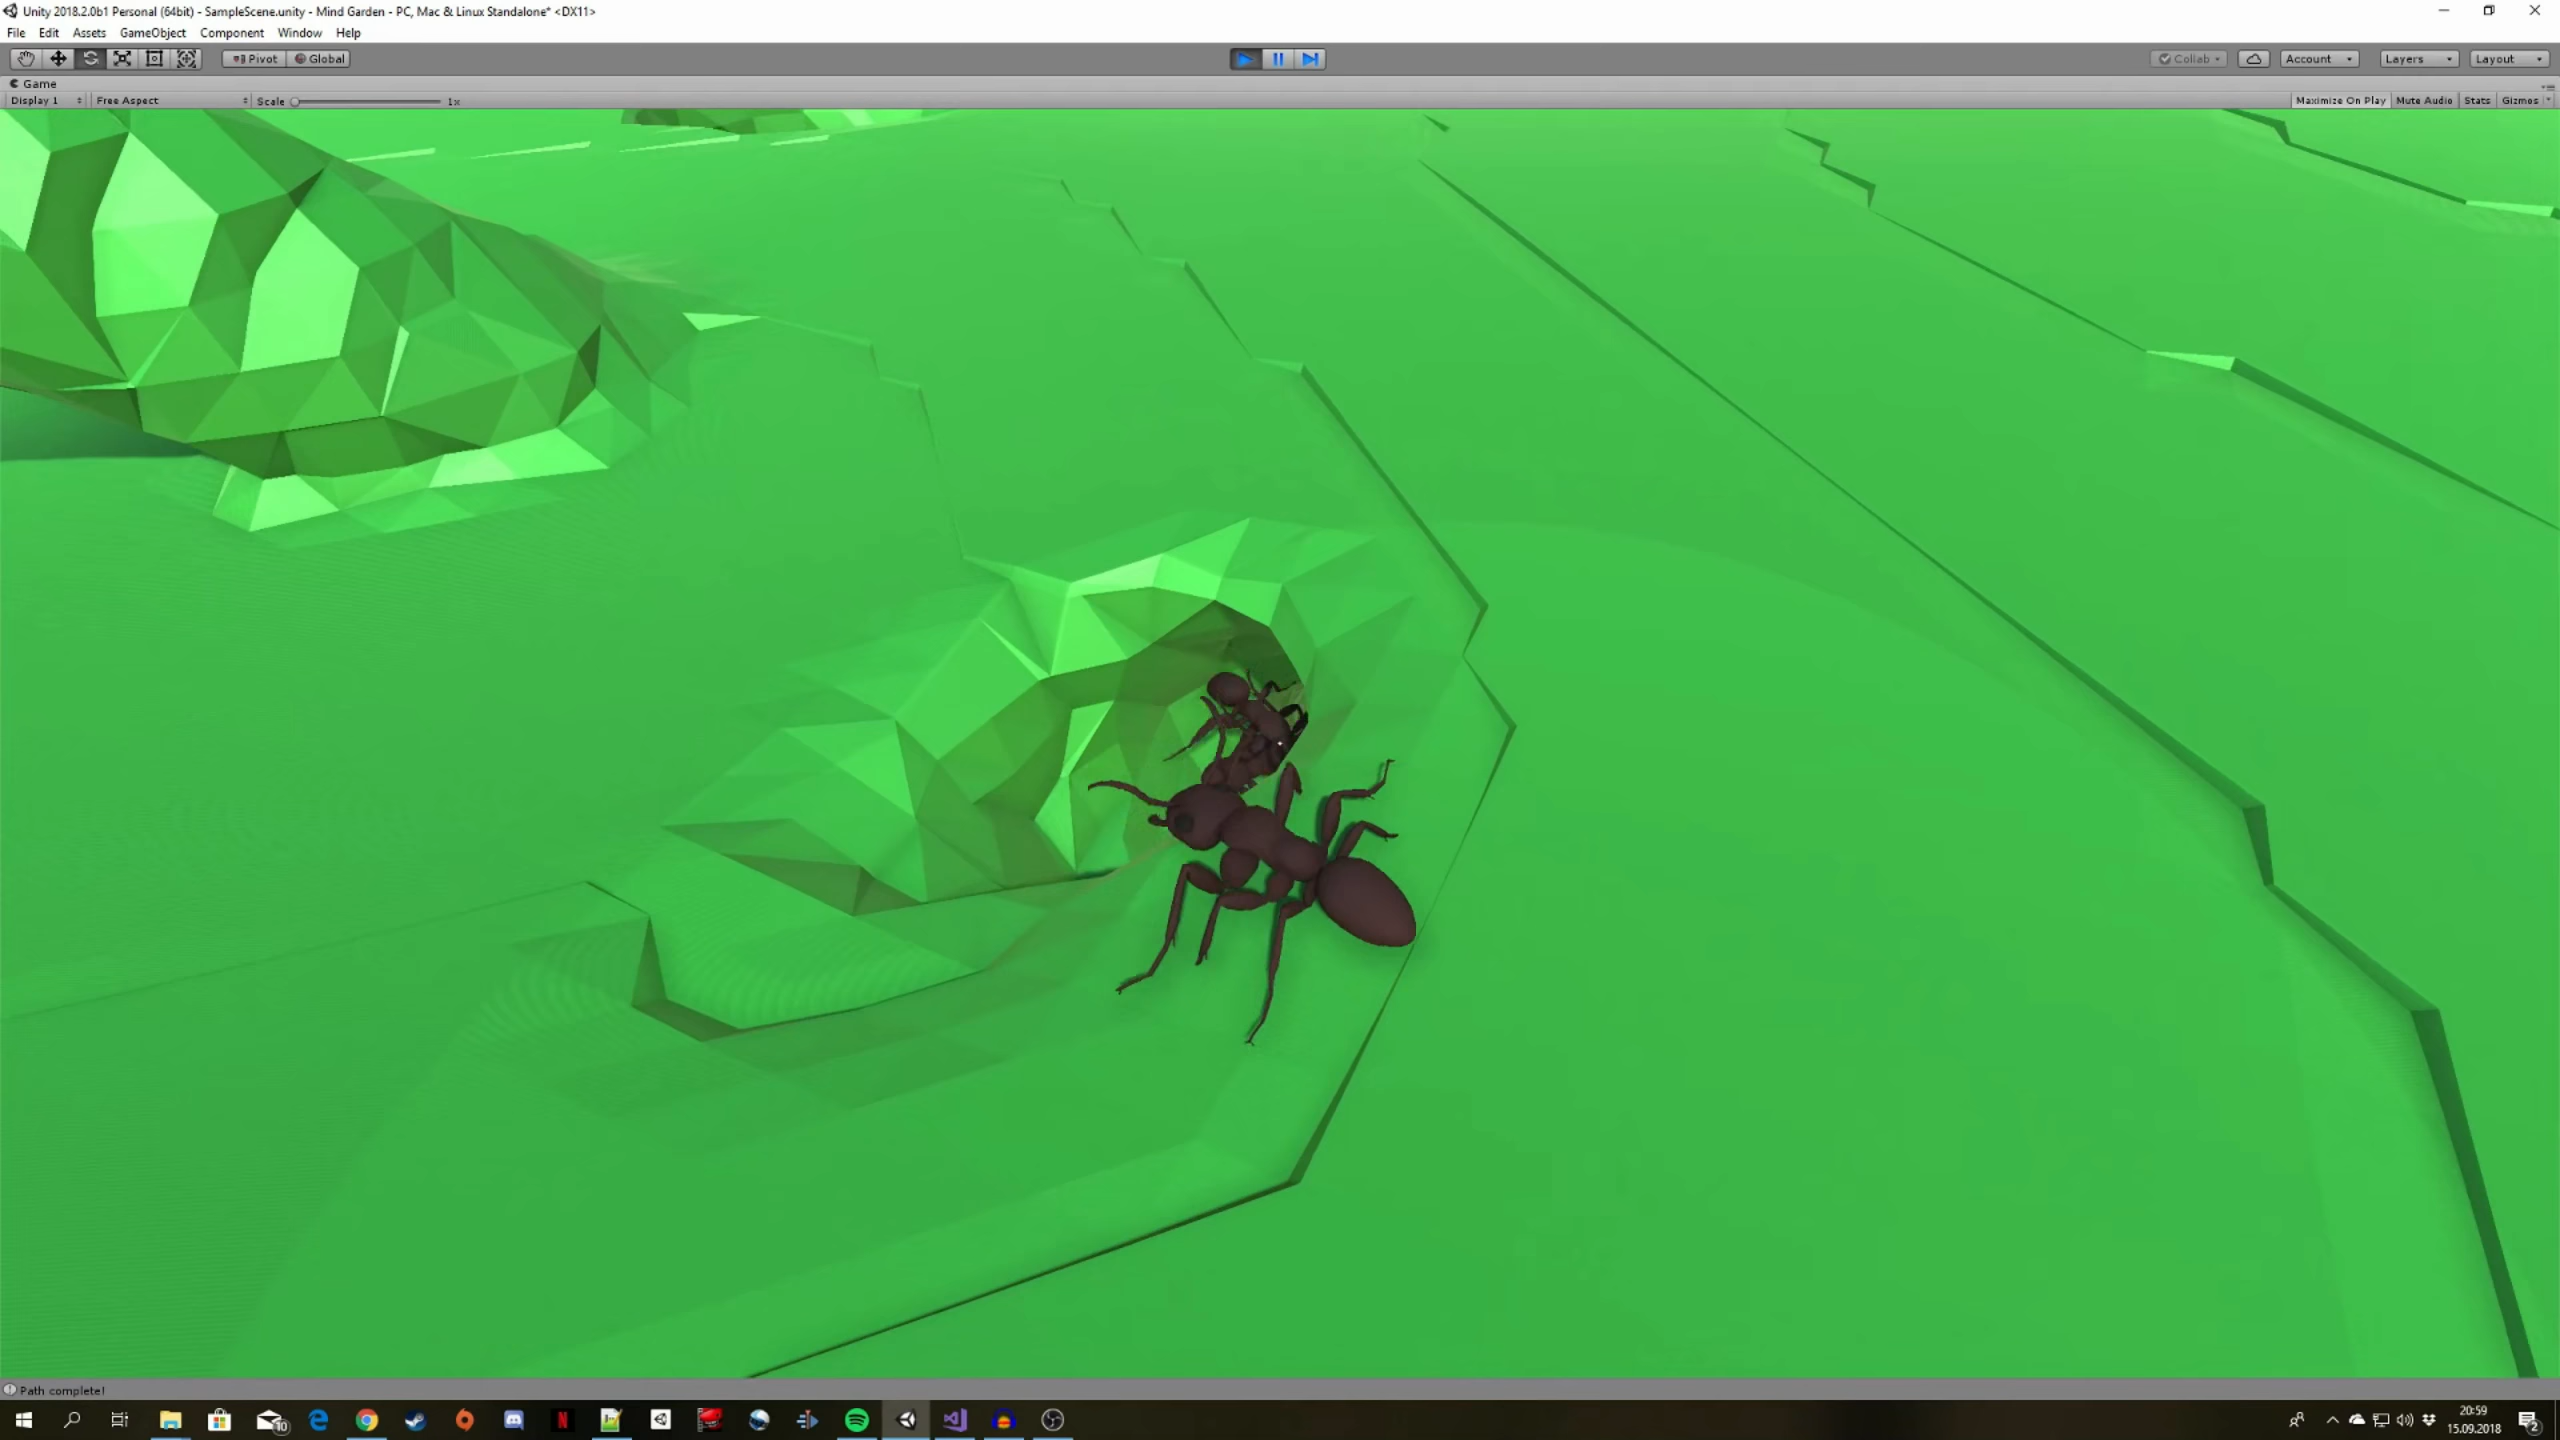 Unity 2018.2.0b1 Personal (64bit) - SampleScene.unity - Mind Garden - PC, Mac & Linux Standalone* <DX11>
File Edit Assets GameObject Component Window Help
Pivot Global Collab Account Layers Layout
Game
Display 1 Free Aspect Scale 1x Maximize On Play Mute Audio Stats Gizmos
Path complete!
10 N 20:59 2
15.09.2018